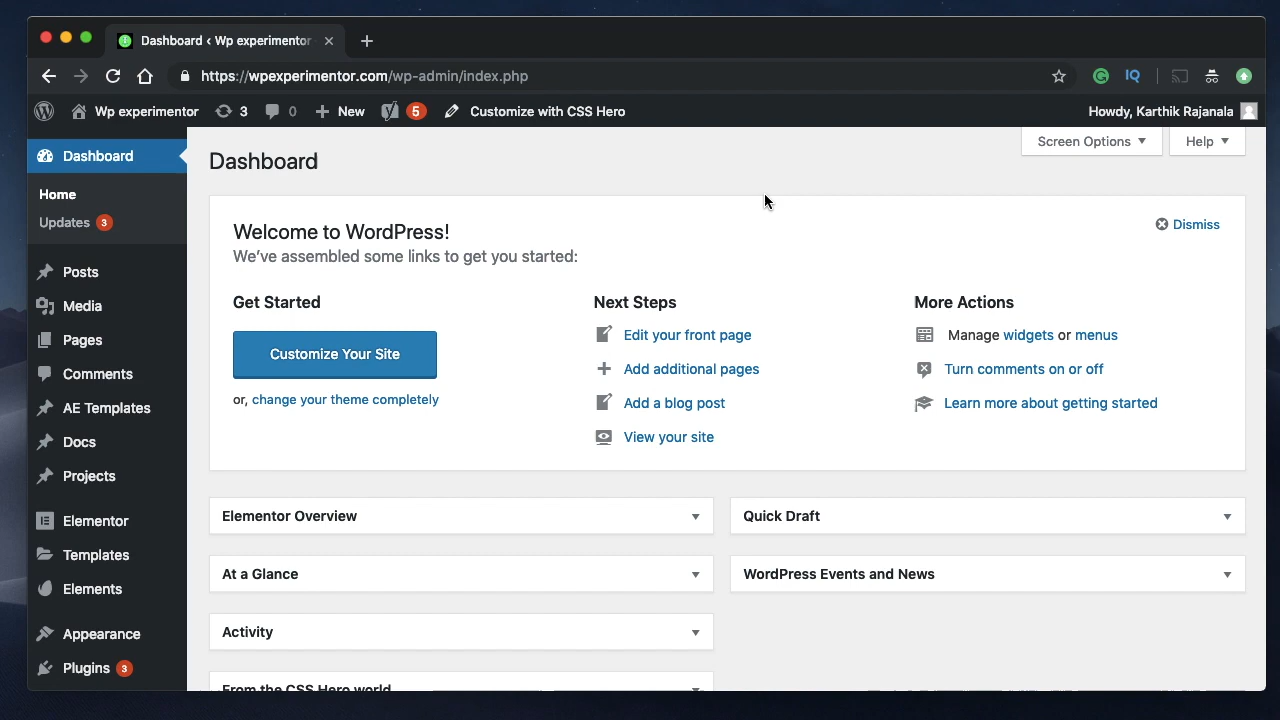 Dashboard ‹ Wp experimentor
https://wpexperimentor.com/wp-admin/index.php
IQ
Wp experimentor
3
0
New
5
Customize with CSS Hero
Howdy, Karthik Rajanala
Dashboard
Home
Updates 3
Posts
Media
Pages
Comments
AE Templates
Docs
Projects
Elementor
Templates
Elements
Appearance
Plugins 3
Screen Options
Help
Dashboard
Welcome to WordPress!
We've assembled some links to get you started:
Dismiss
Get Started
Customize Your Site
or, change your theme completely
Next Steps
Edit your front page
Add additional pages
Add a blog post
View your site
More Actions
Manage widgets or menus
Turn comments on or off
Learn more about getting started
Elementor Overview
At a Glance
Activity
From the CSS Hero world
Quick Draft
WordPress Events and News